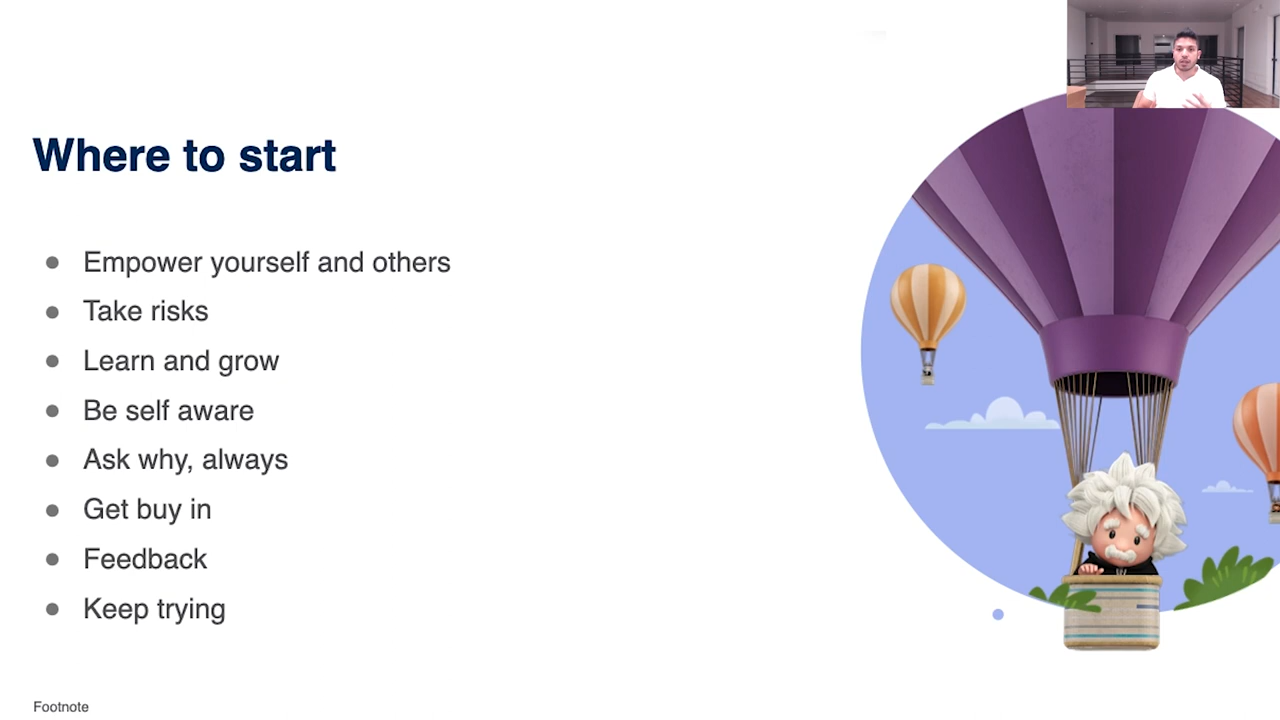 Where to start
Empower yourself and others
Take risks
Learn and grow
Be self aware
Ask why, always
Get buy in
Feedback
Keep trying
Footnote